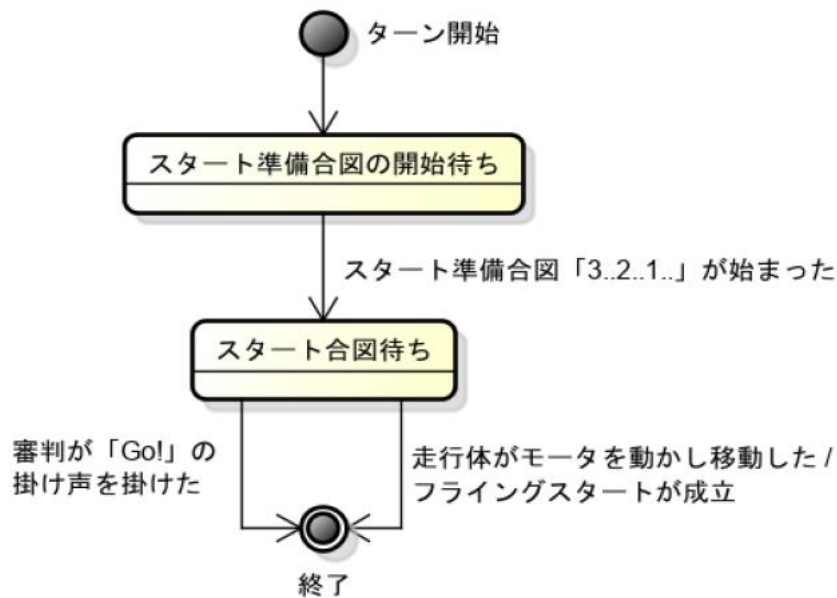 ターン開始
スタート準備合図の開始待ち
スタート準備合図「3..2..1..」が始まった
スタート合図待ち
審判が「Go!」の
掛け声を掛けた
走行体がモータを動かし移動した /
フライングスタートが成立
終了